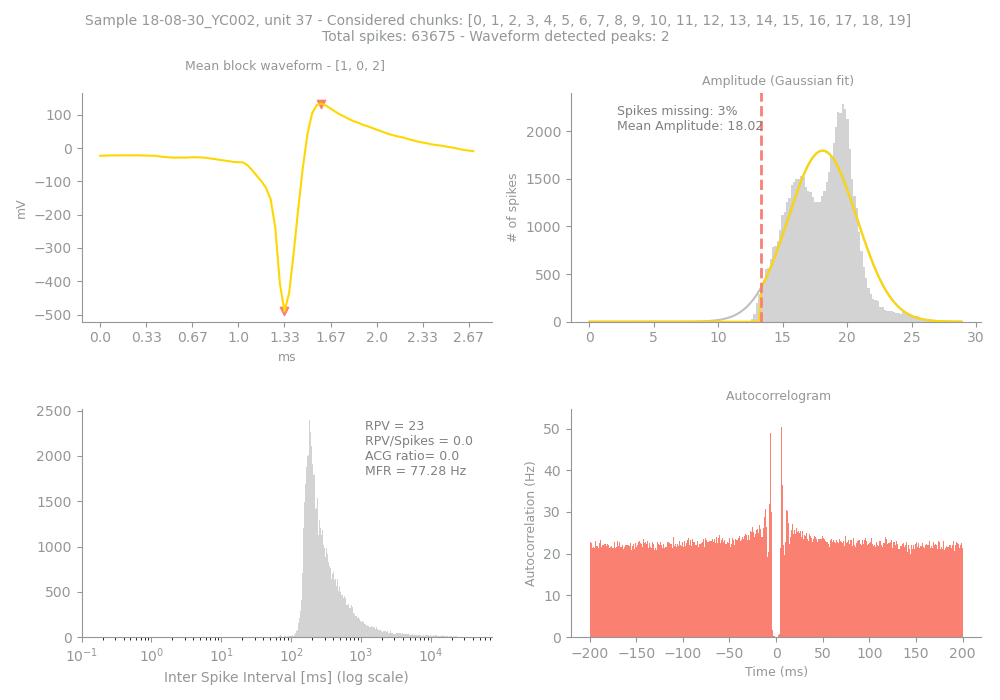 Sample 18-08-30_YC002, unit 37 - Considered chunks: [0, 1, 2, 3, 4, 5, 6, 7, 8, 9, 10, 11, 12, 13, 14, 15, 16, 17, 18, 19]
Total spikes: 63675 - Waveform detected peaks: 2
Mean block waveform - [1, 0, 2]
100
0
−100
−200
−300
−400
−500
mV
0.0 0.33 0.67 1.0 1.33 1.67 2.0 2.33 2.67
ms
Amplitude (Gaussian fit)
Spikes missing: 3%
Mean Amplitude: 18.02
2000
1500
1000
500
0
# of spikes
0 5 10 15 20 25 30
2500
2000
1500
1000
500
0
RPV = 23
RPV/Spikes = 0.0
ACG ratio= 0.0
MFR = 77.28 Hz
10⁻¹ 10⁰ 10¹ 10² 10³ 10⁴
Inter Spike Interval [ms] (log scale)
Autocorrelogram
50
40
30
20
10
0
Autocorrelation (Hz)
−200 −150 −100 −50 0 50 100 150 200
Time (ms)